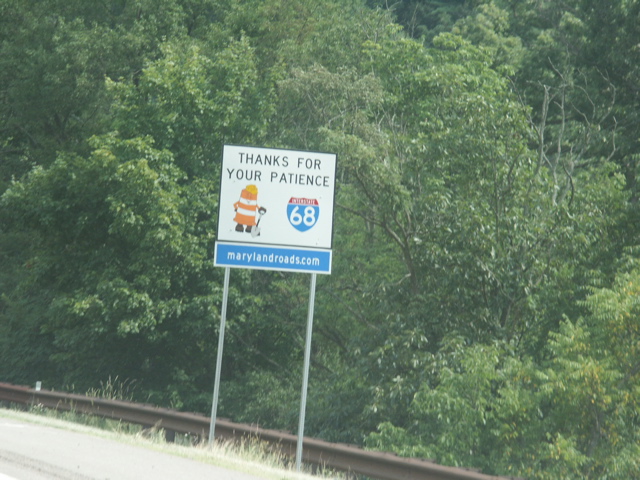 THANKS FOR
YOUR PATIENCE
INTERSTATE
68
marylandroads.com